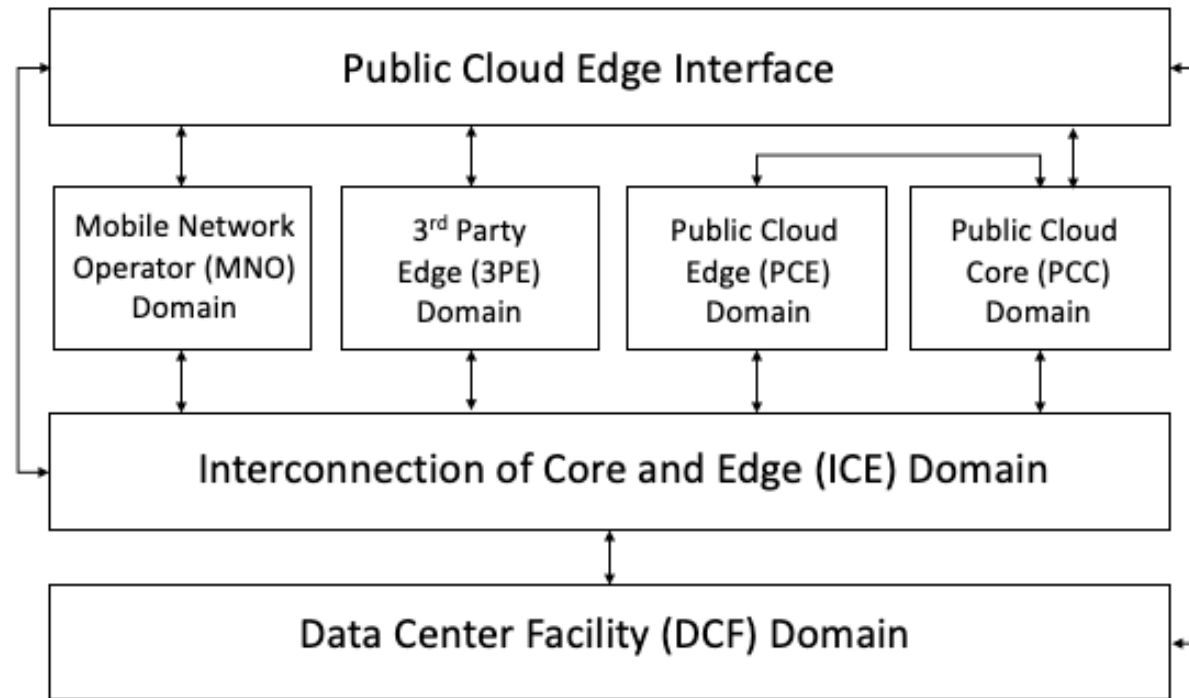 Public Cloud Edge Interface
Mobile Network
Operator (MNO)
Domain
3rd Party
Edge (3PE)
Domain
Public Cloud
Edge (PCE)
Domain
Public Cloud
Core (PCC)
Domain
Interconnection of Core and Edge (ICE) Domain
Data Center Facility (DCF) Domain